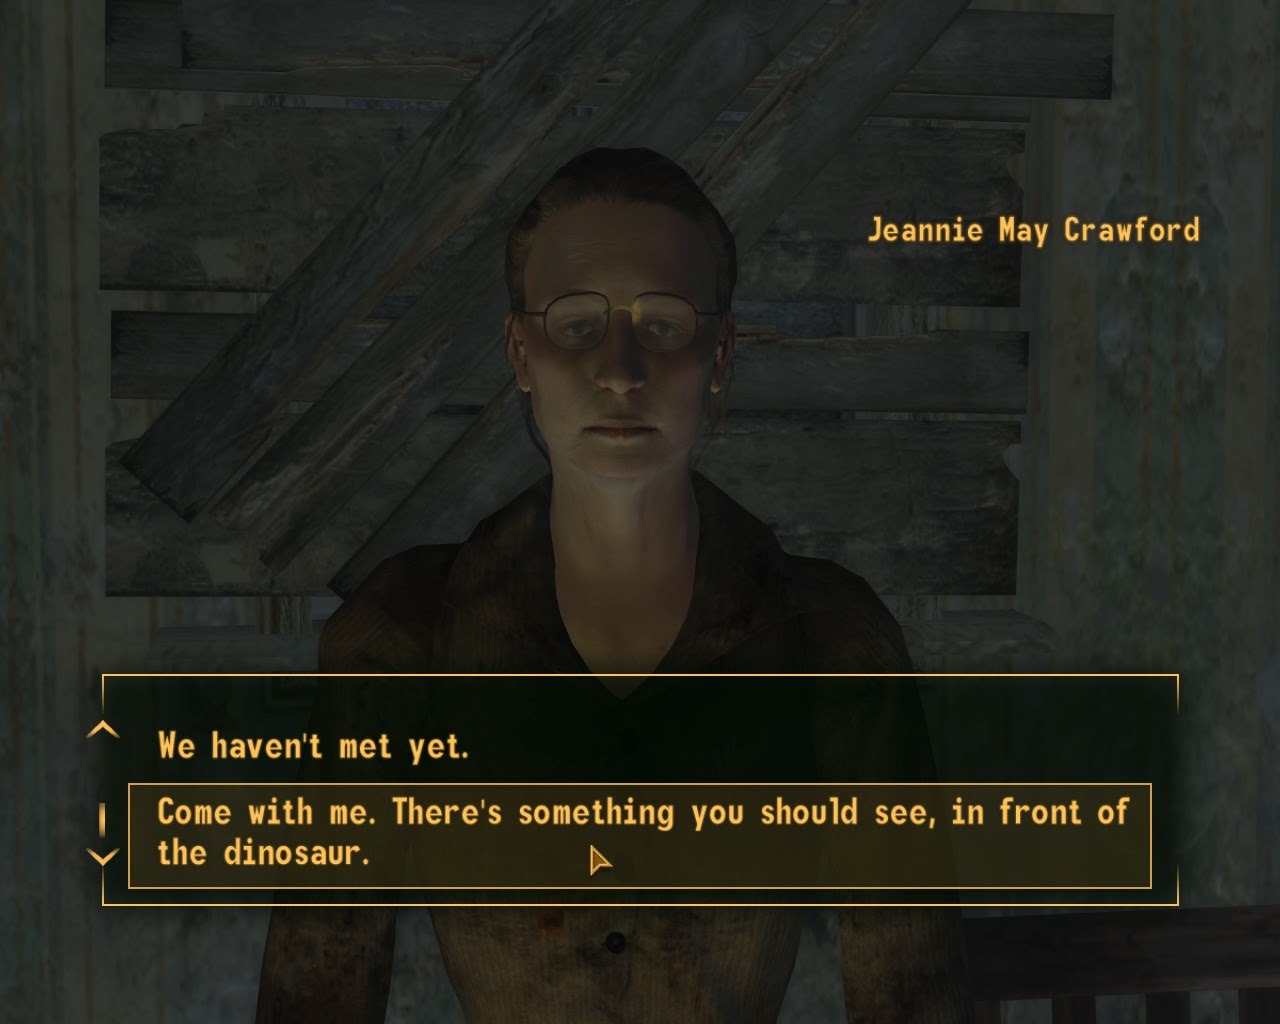 Jeannie May Crawford
We haven't met yet.
Come with me. There's something you should see, in front of
the dinosaur.